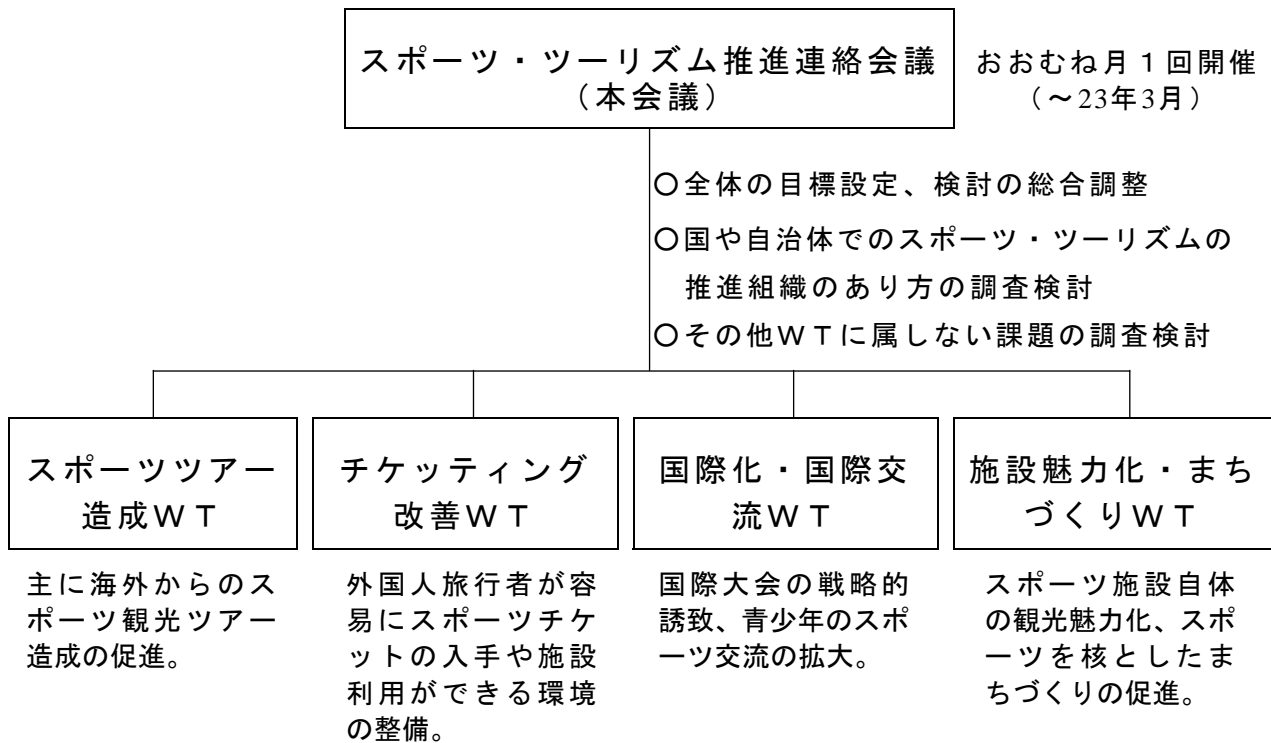 スポーツ・ツーリズム推進連絡会議
（本会議）
おおむね月１回開催
（～23年3月）
○全体の目標設定、検討の総合調整
○国や自治体でのスポーツ・ツーリズムの
推進組織のあり方の調査検討
○その他ＷＴに属しない課題の調査検討
スポーツツアー
造成ＷＴ
主に海外からのス
ポーツ観光ツアー
造成の促進。
チケッティング
改善ＷＴ
外国人旅行者が容
易にスポーツチケ
ットの入手や施設
利用ができる環境
の整備。
国際化・国際交
流ＷＴ
国際大会の戦略的
誘致、青少年のスポ
ーツ交流の拡大。
施設魅力化・まち
づくりＷＴ
スポーツ施設自体
の観光魅力化、スポ
ーツを核としたま
ちづくりの促進。